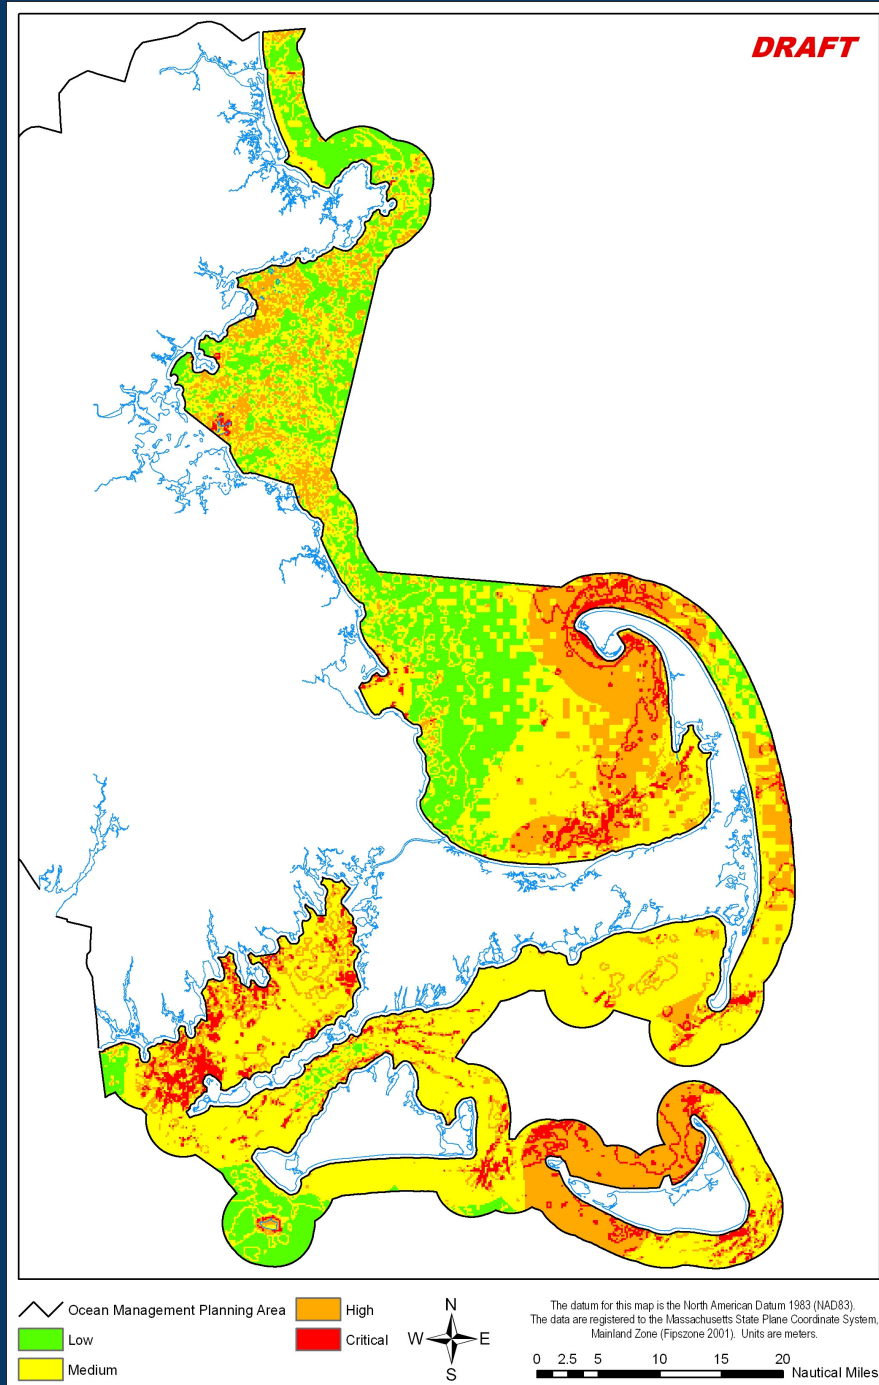 DRAFT
Ocean Management Planning Area
Low
Medium
High
Critical
N
W E
S
The datum for this map is the North American Datum 1983 (NAD83).
The data are registered to the Massachusetts State Plane Coordinate System,
Mainland Zone (Fipszone 2001). Units are meters.
0 2.5 5 10 15 20
Nautical Miles